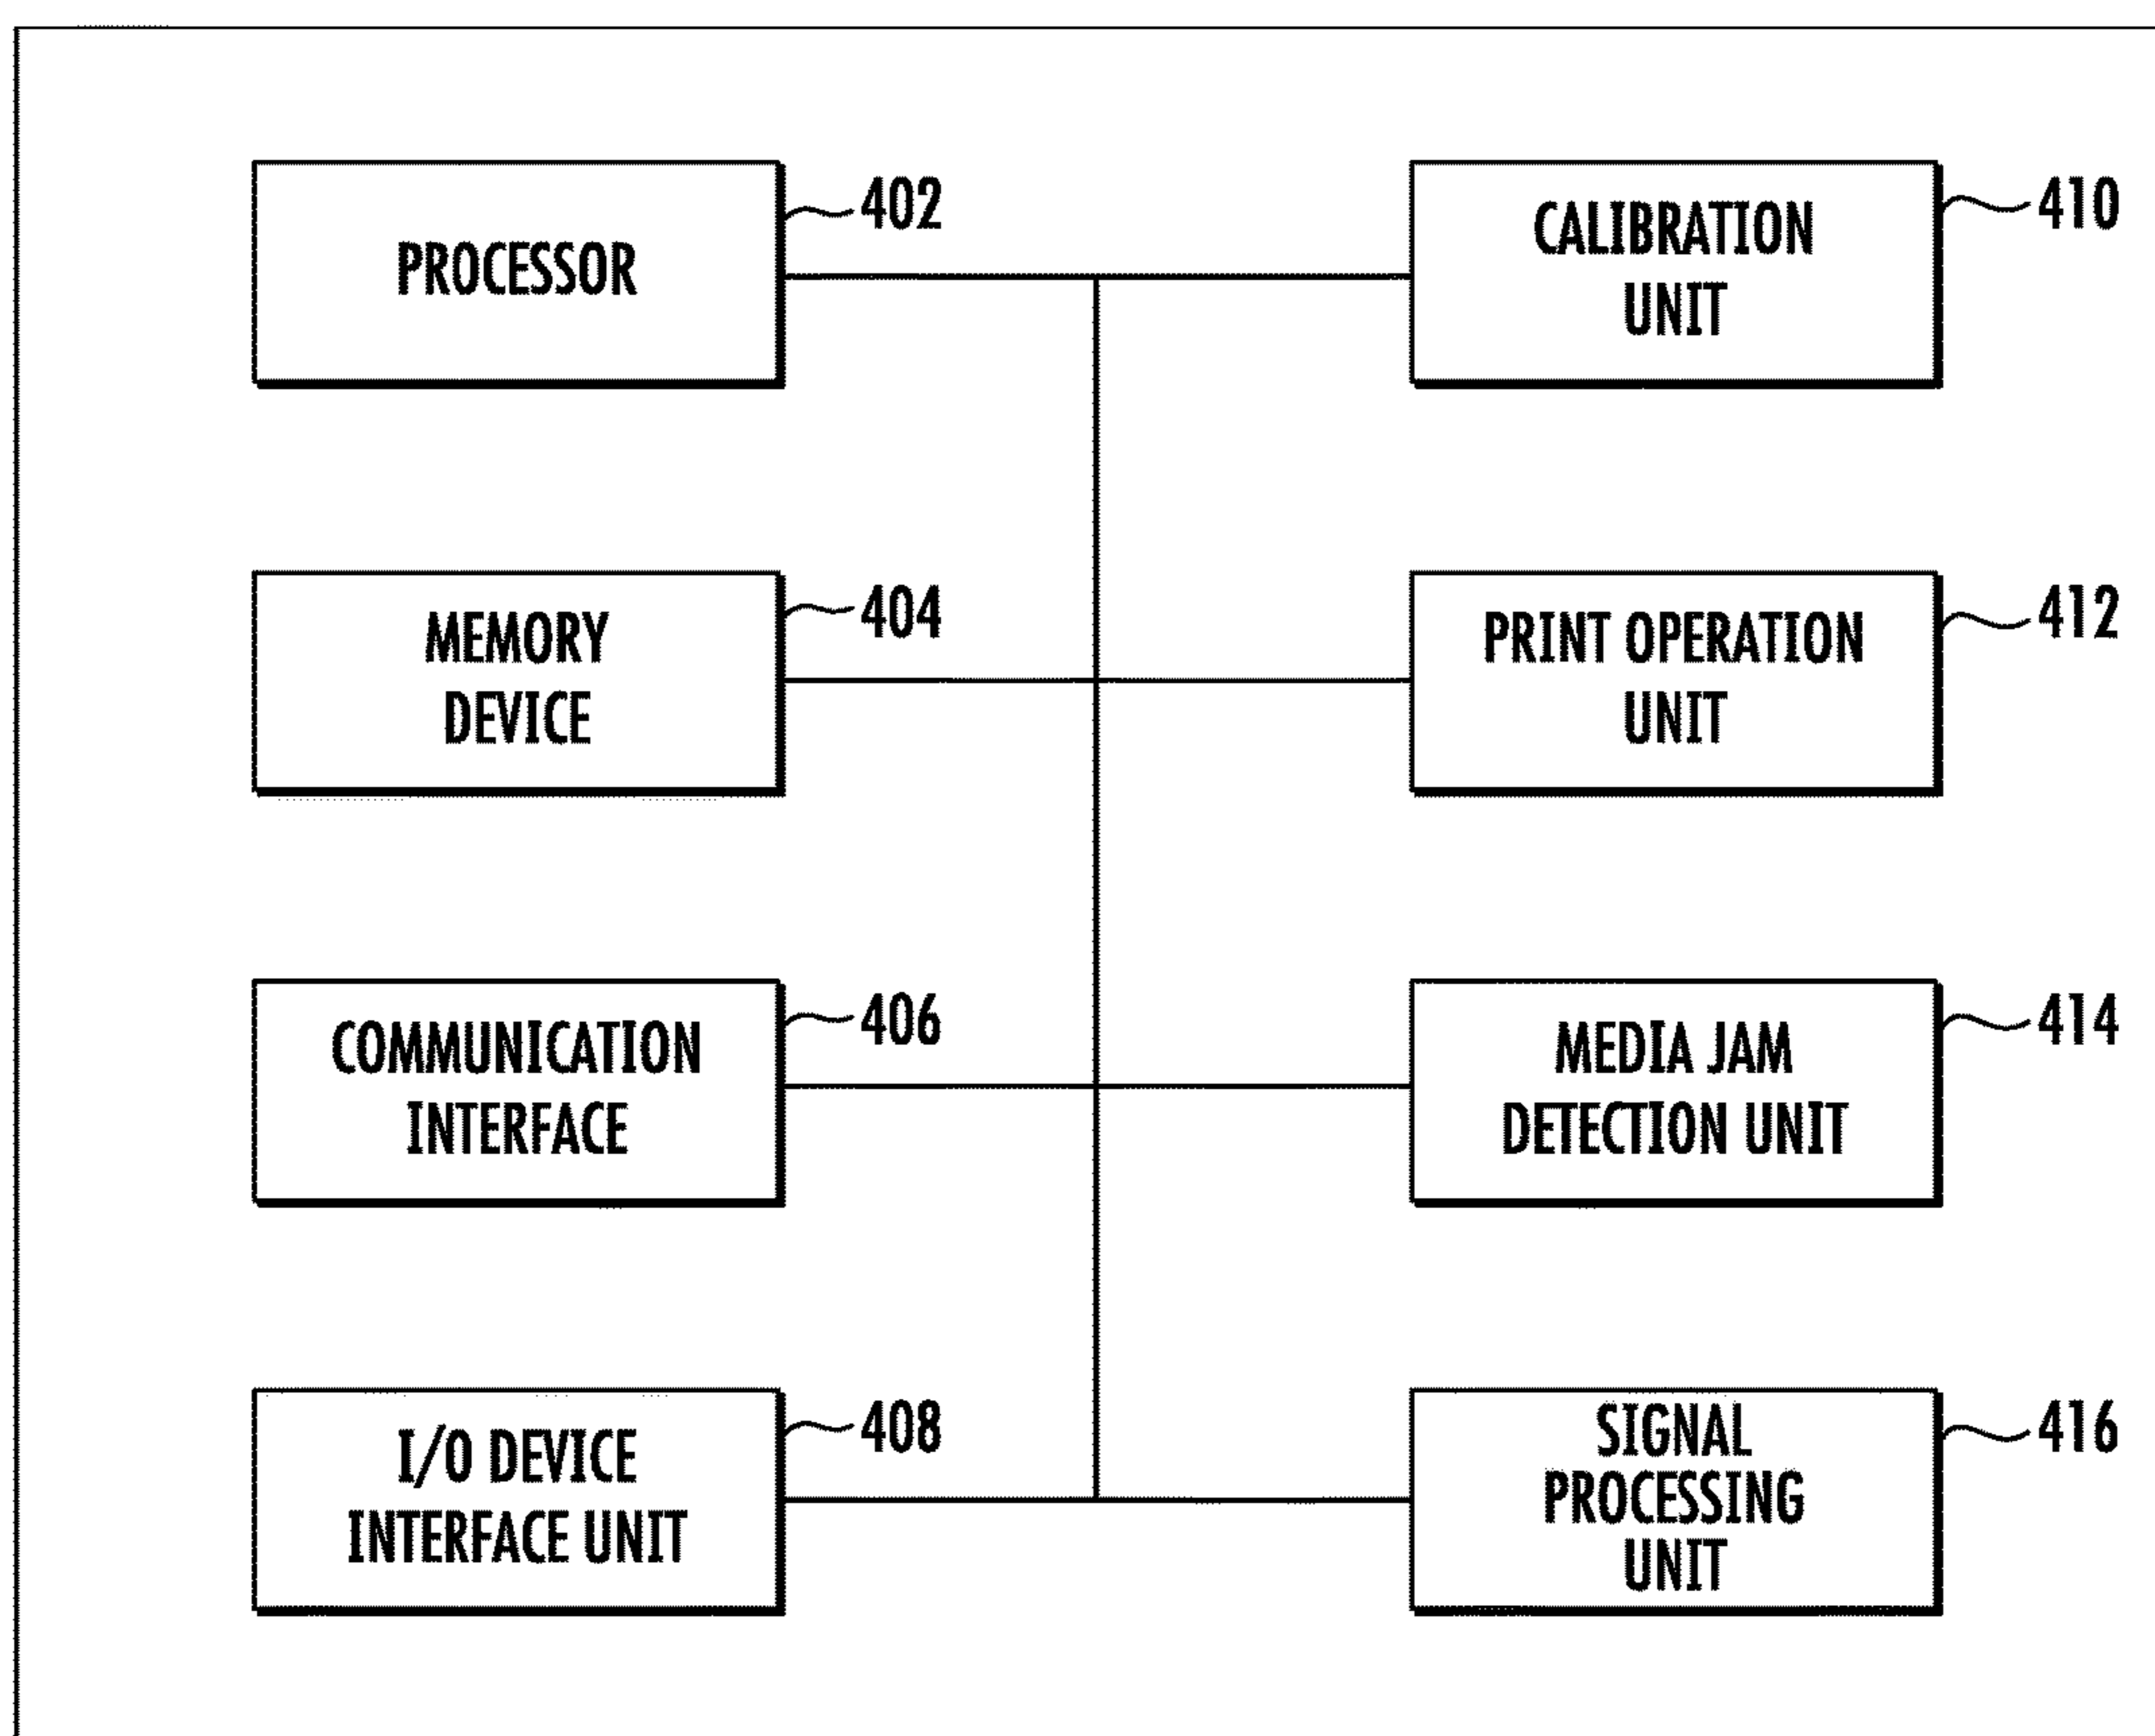 PROCESSOR
402
CALIBRATION
UNIT
410
MEMORY
DEVICE
404
PRINT OPERATION
UNIT
412
COMMUNICATION
INTERFACE
406
MEDIA JAM
DETECTION UNIT
414
I/O DEVICE
INTERFACE UNIT
408
SIGNAL
PROCESSING
UNIT
416